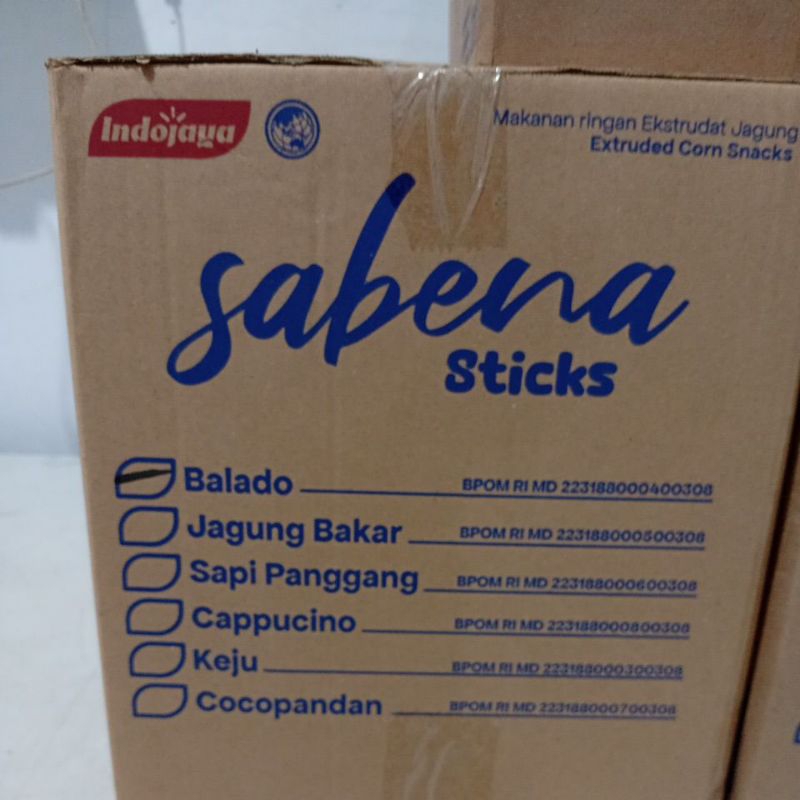 Indojaya
Makanan ringan Ekstrudat Jagung
Extruded Corn Snacks
sabena
Sticks
Balado BPOM RI MD 223188000400308
Jagung Bakar BPOM RI MD 223188000500308
Sapi Panggang BPOM RI MD 223188000600308
Cappucino BPOM RI MD 223188000800308
Keju BPOM RI MD 223188000300308
Cocopandan BPOM RI MD 223188000700308